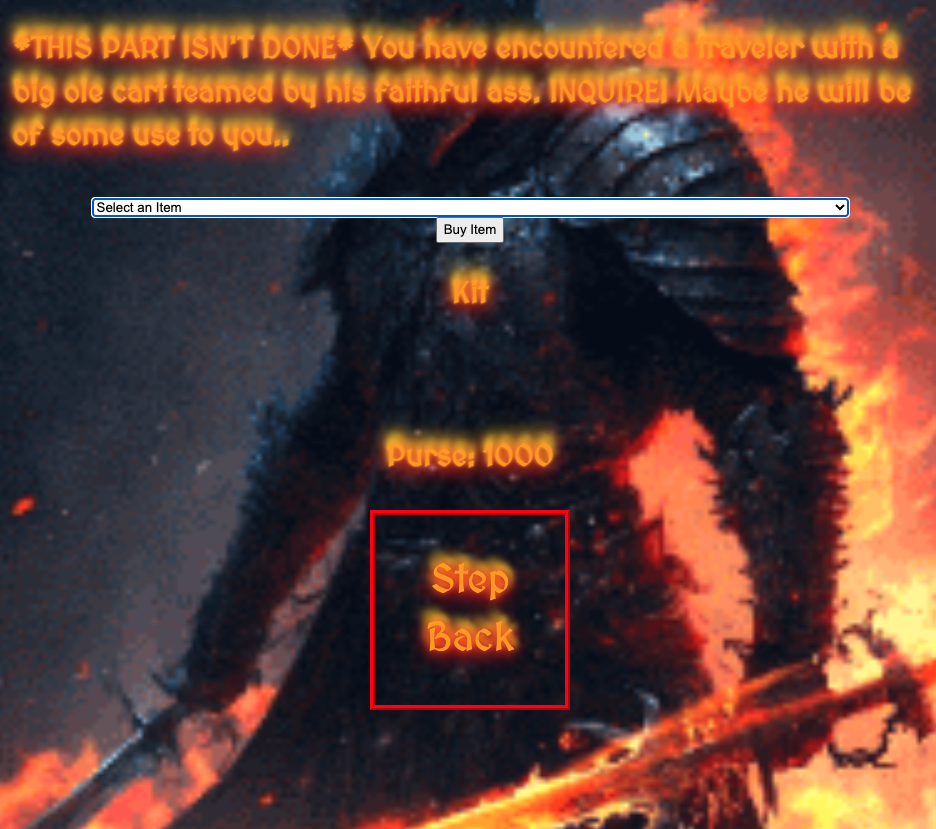 *THIS PART ISN'T DONE* You have encountered a traveler with a
big ole cart teamed by his faithful ass, INQUIRE! Maybe he will be
of some use to you..
Select an Item
Buy Item
Kit
Purse: 1000
Step
Back